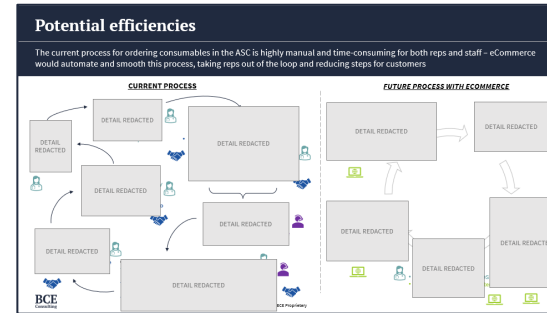 Potential efficiencies
The current process for ordering consumables in the ASC is highly manual and time-consuming for both reps and staff – eCommerce
would automate and smooth this process, taking reps out of the loop and reducing steps for customers
CURRENT PROCESS
FUTURE PROCESS WITH ECOMMERCE
DETAIL REDACTED
DETAIL
REDACTED
DETAIL REDACTED
DETAIL REDACTED
DETAIL REDACTED
DETAIL REDACTED
DETAIL REDACTED
DETAIL REDACTED
DETAIL REDACTED
DETAIL REDACTED
DETAIL REDACTED
DETAIL REDACTED
BCE
Consulting
BCE Proprietary